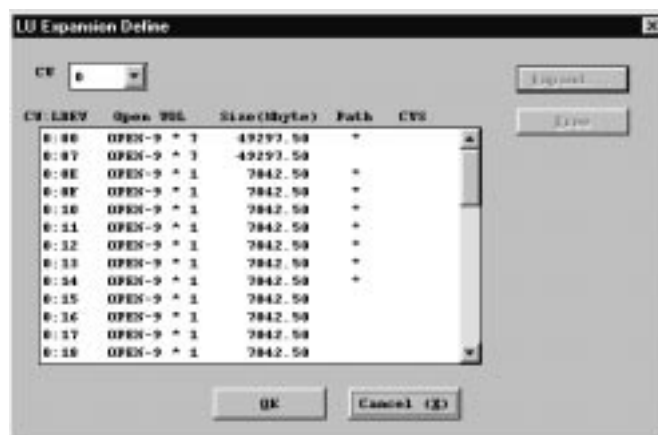 LU Expansion Define
CU 0
Expand ...
Free
CU:LDEV Open VOL Size(Mbyte) Path CVS
0:00 OPEN-9 * 7 49297.50 *
0:07 OPEN-9 * 7 49297.50
0:0E OPEN-9 * 1 7042.50 *
0:0F OPEN-9 * 1 7042.50 *
0:10 OPEN-9 * 1 7042.50 *
0:11 OPEN-9 * 1 7042.50 *
0:12 OPEN-9 * 1 7042.50 *
0:13 OPEN-9 * 1 7042.50 *
0:14 OPEN-9 * 1 7042.50 *
0:15 OPEN-9 * 1 7042.50
0:16 OPEN-9 * 1 7042.50
0:17 OPEN-9 * 1 7042.50
0:18 OPEN-9 * 1 7042.50
OK
Cancel (X)